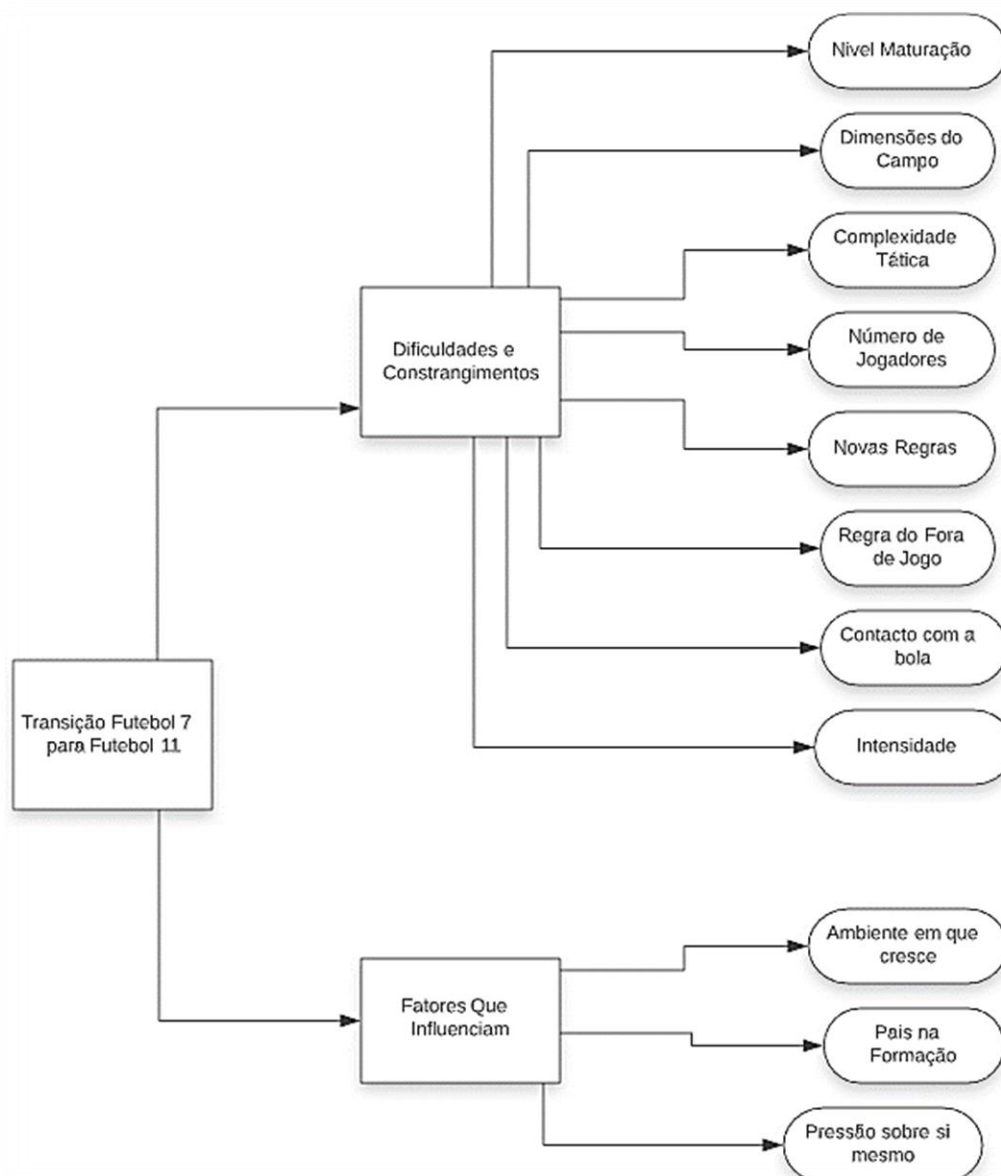 Nivel Maturação
Dimensões do
Campo
Complexidade
Tática
Dificuldades e
Constrangimentos
Número de
Jogadores
Novas Regras
Regra do Fora
de Jogo
Contacto com a
bola
Transição Futebol 7
para Futebol 11
Intensidade
Ambiente em que
cresce
Fatores Que
Influenciam
Pais na
Formação
Pressão sobre si
mesmo